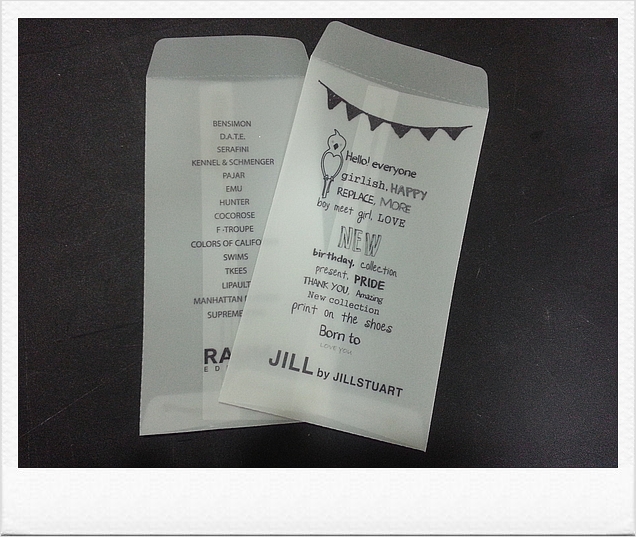 BENSIMON
D.A.T.E.
SERAFINI
KENNEL & SCHMENGER
PAJAR
EMU
HUNTER
COCOROSE
F-TROUPE
COLORS OF CALIFO
SWIMS
TKEES
LIPAULT
MANHATTAN
SUPREME
RA
E D
Hello! everyone
girlish, HAPPY
REPLACE, MORE
boy meet girl, LOVE
NEW
birthday, collection
present, PRIDE
THANK YOU, Amazing
New collection
print on the shoes
Born to
Love you
JILL by JILLSTUART